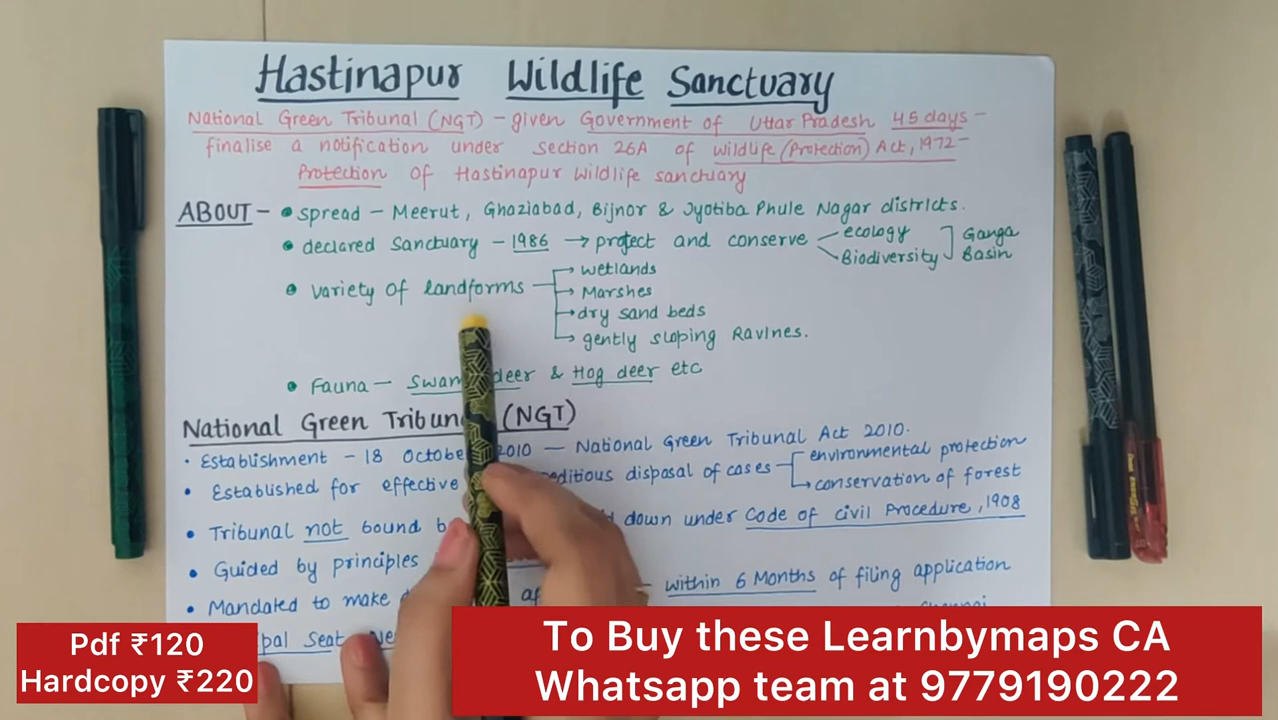 Hastinapur Wildlife Sanctuary
National Green Tribunal (NGT) - given Government of Uttar Pradesh 45 days -
finalise a notification under Section 26A of Wildlife (Protection) Act, 1972 -
Protection of Hastinapur Wildlife sanctuary
ABOUT - • spread - Meerut, Ghaziabad, Bijnor & Jyotiba Phule Nagar districts.
• declared Sanctuary - 1986 → protect and conserve ecology Biodiversity Ganga Basin
• variety of landforms → wetlands
→ Marshes
→ dry sand beds
→ gently sloping Ravines.
• Fauna - Swamp deer & Hog deer etc
National Green Tribunal (NGT)
• Establishment - 18 October 2010 - National Green Tribunal Act 2010.
• Established for effective disposal of cases environmental protection
→ conservation of forest
• Tribunal not bound down under Code of civil Procedure, 1908
• Guided by principles
• Mandated to make within 6 Months of filing application
Seat
Pdf ₹120
Hardcopy ₹220
To Buy these Learnbymaps CA
Whatsapp team at 9779190222